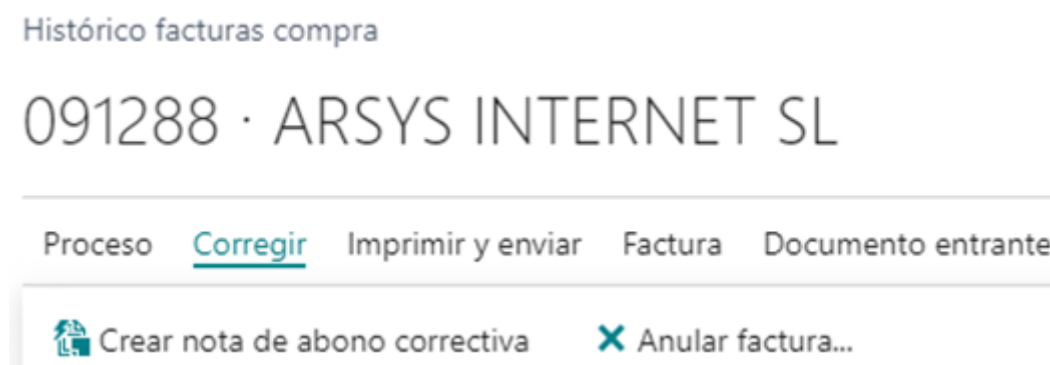 Histórico facturas compra
091288 · ARSYS INTERNET SL
Proceso Corregir Imprimir y enviar Factura Documento entrante
Crear nota de abono correctiva Anular factura...